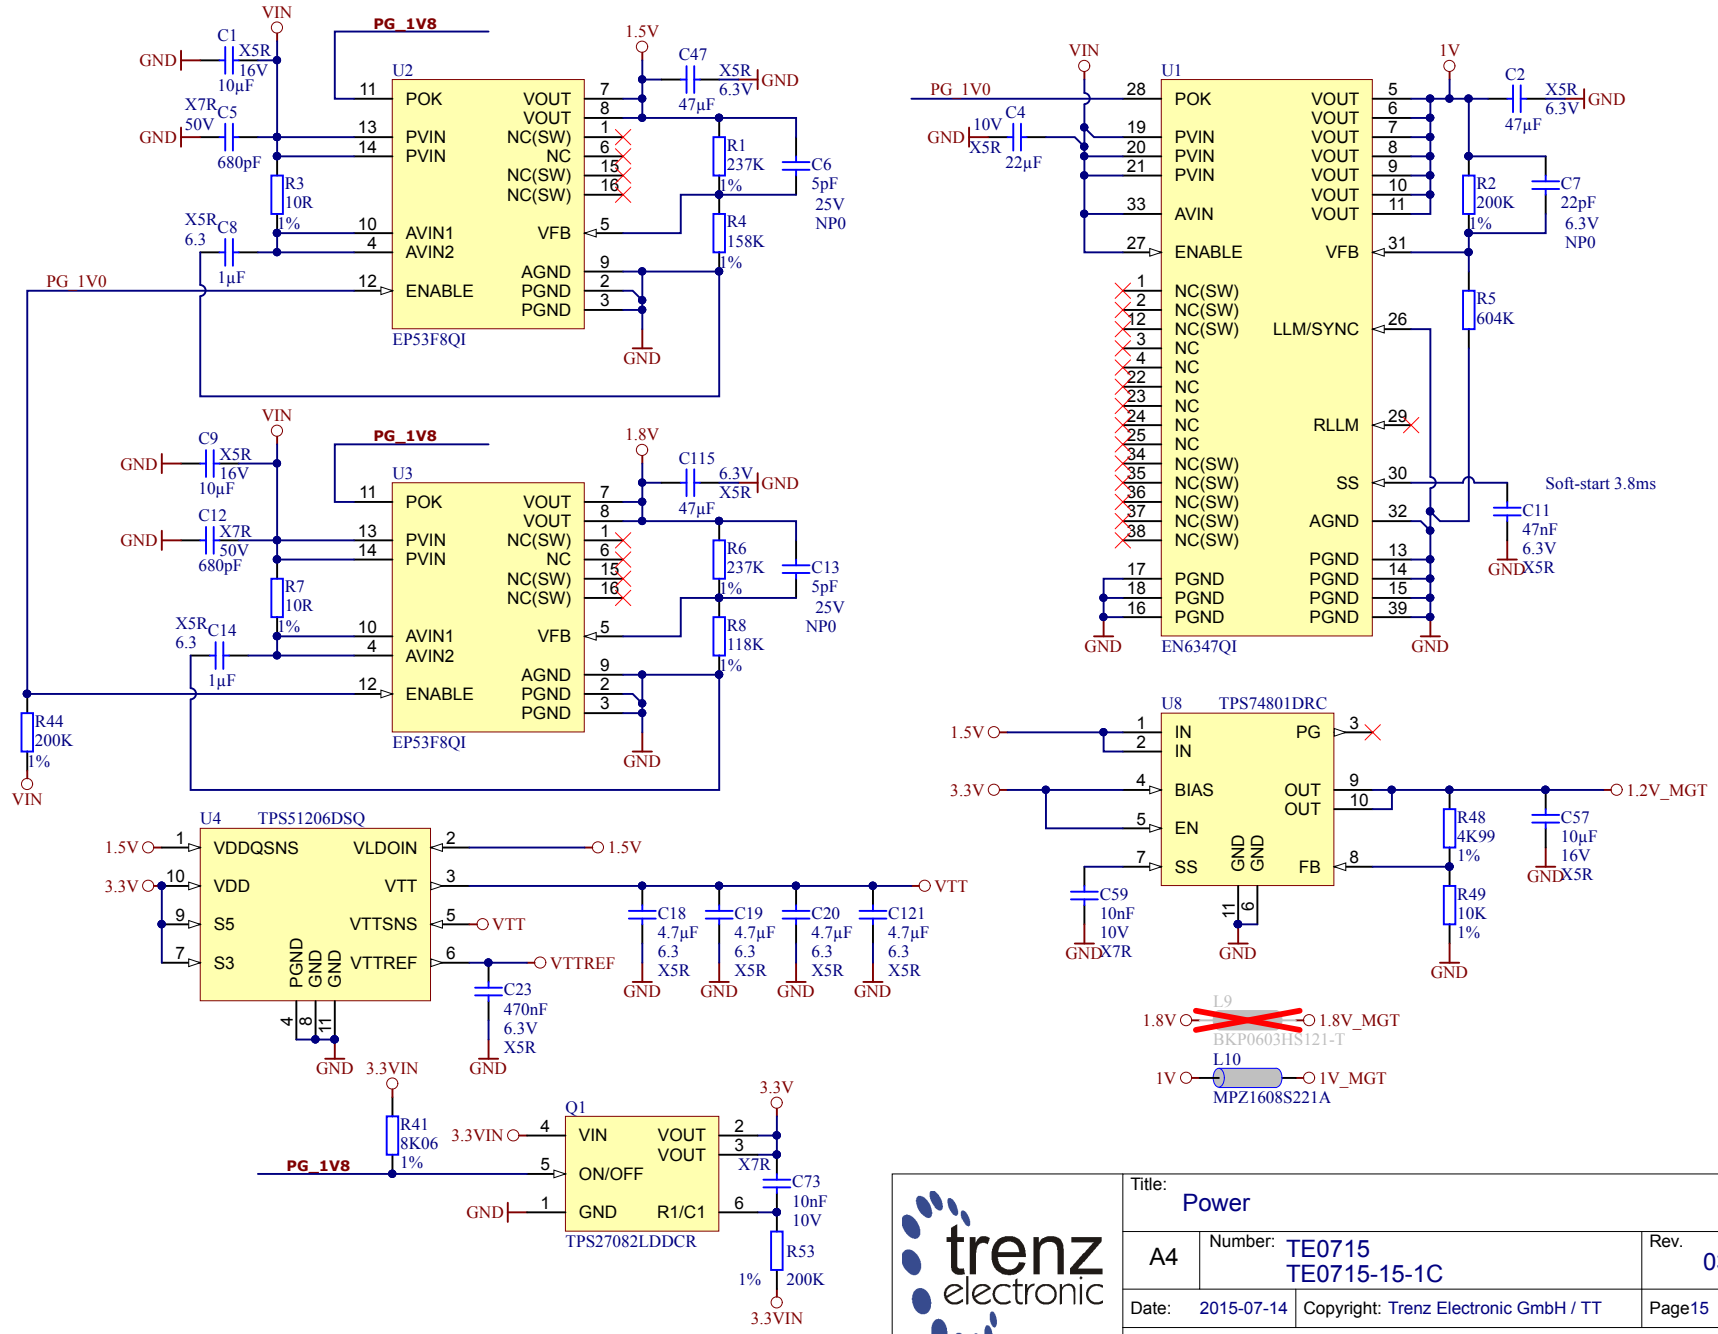 VIN
PG_1V8
C1
X5R
16V
10µF
GND
X7R
50V
C5
680pF
GND
R3
10R
1%
X5R
6.3
C8
1µF
PG_1V0
U2
11
POK
13
PVIN
14
PVIN
10
AVIN1
4
AVIN2
12
ENABLE
VOUT
7
VOUT
8
NC(SW)
1
NC
6
NC(SW)
15
NC(SW)
16
VFB
5
AGND
9
PGND
2
PGND
3
EP53F8QI
1.5V
C47
X5R
6.3V
47µF
GND
R1
237K
1%
C6
5pF
25V
NP0
R4
158K
1%
GND
VIN
PG_1V8
C9
X5R
16V
10µF
GND
C12
X7R
50V
680pF
GND
R7
10R
1%
X5R
6.3
C14
1µF
R44
200K
1%
VIN
U3
11
POK
13
PVIN
14
PVIN
10
AVIN1
4
AVIN2
12
ENABLE
VOUT
7
VOUT
8
NC(SW)
1
NC
6
NC(SW)
15
NC(SW)
16
VFB
5
AGND
9
PGND
2
PGND
3
EP53F8QI
1.8V
C115
6.3V
X5R
47µF
GND
R6
237K
1%
C13
5pF
25V
NP0
R8
118K
1%
GND
VIN
PG_1V0
10V
C4
X5R
22µF
GND
U1
28
POK
19
PVIN
20
PVIN
21
PVIN
33
AVIN
27
ENABLE
1
NC(SW)
2
NC(SW)
12
NC(SW)
3
NC
4
NC
22
NC
23
NC
24
NC
25
NC
34
NC(SW)
35
NC(SW)
36
NC(SW)
37
NC(SW)
38
NC(SW)
17
PGND
18
PGND
16
PGND
GND
VOUT
5
VOUT
6
VOUT
7
VOUT
8
VOUT
9
VOUT
10
VOUT
11
VFB
31
LLM/SYNC
26
RLLM
29
SS
30
AGND
32
PGND
13
PGND
14
PGND
15
PGND
39
EN6347QI
GND
1V
C2
X5R
6.3V
47µF
GND
R2
200K
1%
C7
22pF
6.3V
NP0
R5
604K
Soft-start 3.8ms
C11
47nF
6.3V
X5R
GND
U4
TPS51206DSQ
1.5V
1
VDDQSNS
3.3V
10
VDD
9
S5
7
S3
VLDOIN
2
1.5V
VTT
3
VTT
VTTSNS
5
VTT
VTTREF
6
VTTREF
PGND
GND
GND
4
8
11
GND
C23
470nF
6.3V
X5R
GND
C18
4.7µF
6.3
X5R
GND
C19
4.7µF
6.3
X5R
GND
C20
4.7µF
6.3
X5R
GND
C121
4.7µF
6.3
X5R
GND
U8
TPS74801DRC
1.5V
1
IN
2
IN
3.3V
4
BIAS
5
EN
7
SS
PG
3
OUT
9
OUT
10
FB
8
GND
GND
11
6
GND
C59
10nF
10V
X7R
GND
R48
4K99
1%
R49
10K
1%
GND
C57
10µF
16V
X5R
GND
1.2V_MGT
L9
1.8V
1.8V_MGT
BKP0603HS121-T
L10
1V
1V_MGT
MPZ1608S221A
3.3VIN
R41
8K06
1%
PG_1V8
Q1
3.3VIN
4
VIN
5
ON/OFF
GND
1
GND
VOUT
2
VOUT
3
R1/C1
6
TPS27082LDDCR
3.3V
X7R
C73
10nF
10V
R53
1%
200K
3.3VIN
trenz
electronic
Title:
Power
A4
Number:
TE0715
TE0715-15-1C
Rev.
Date:
2015-07-14
Copyright:
Trenz Electronic GmbH / TT
Page15